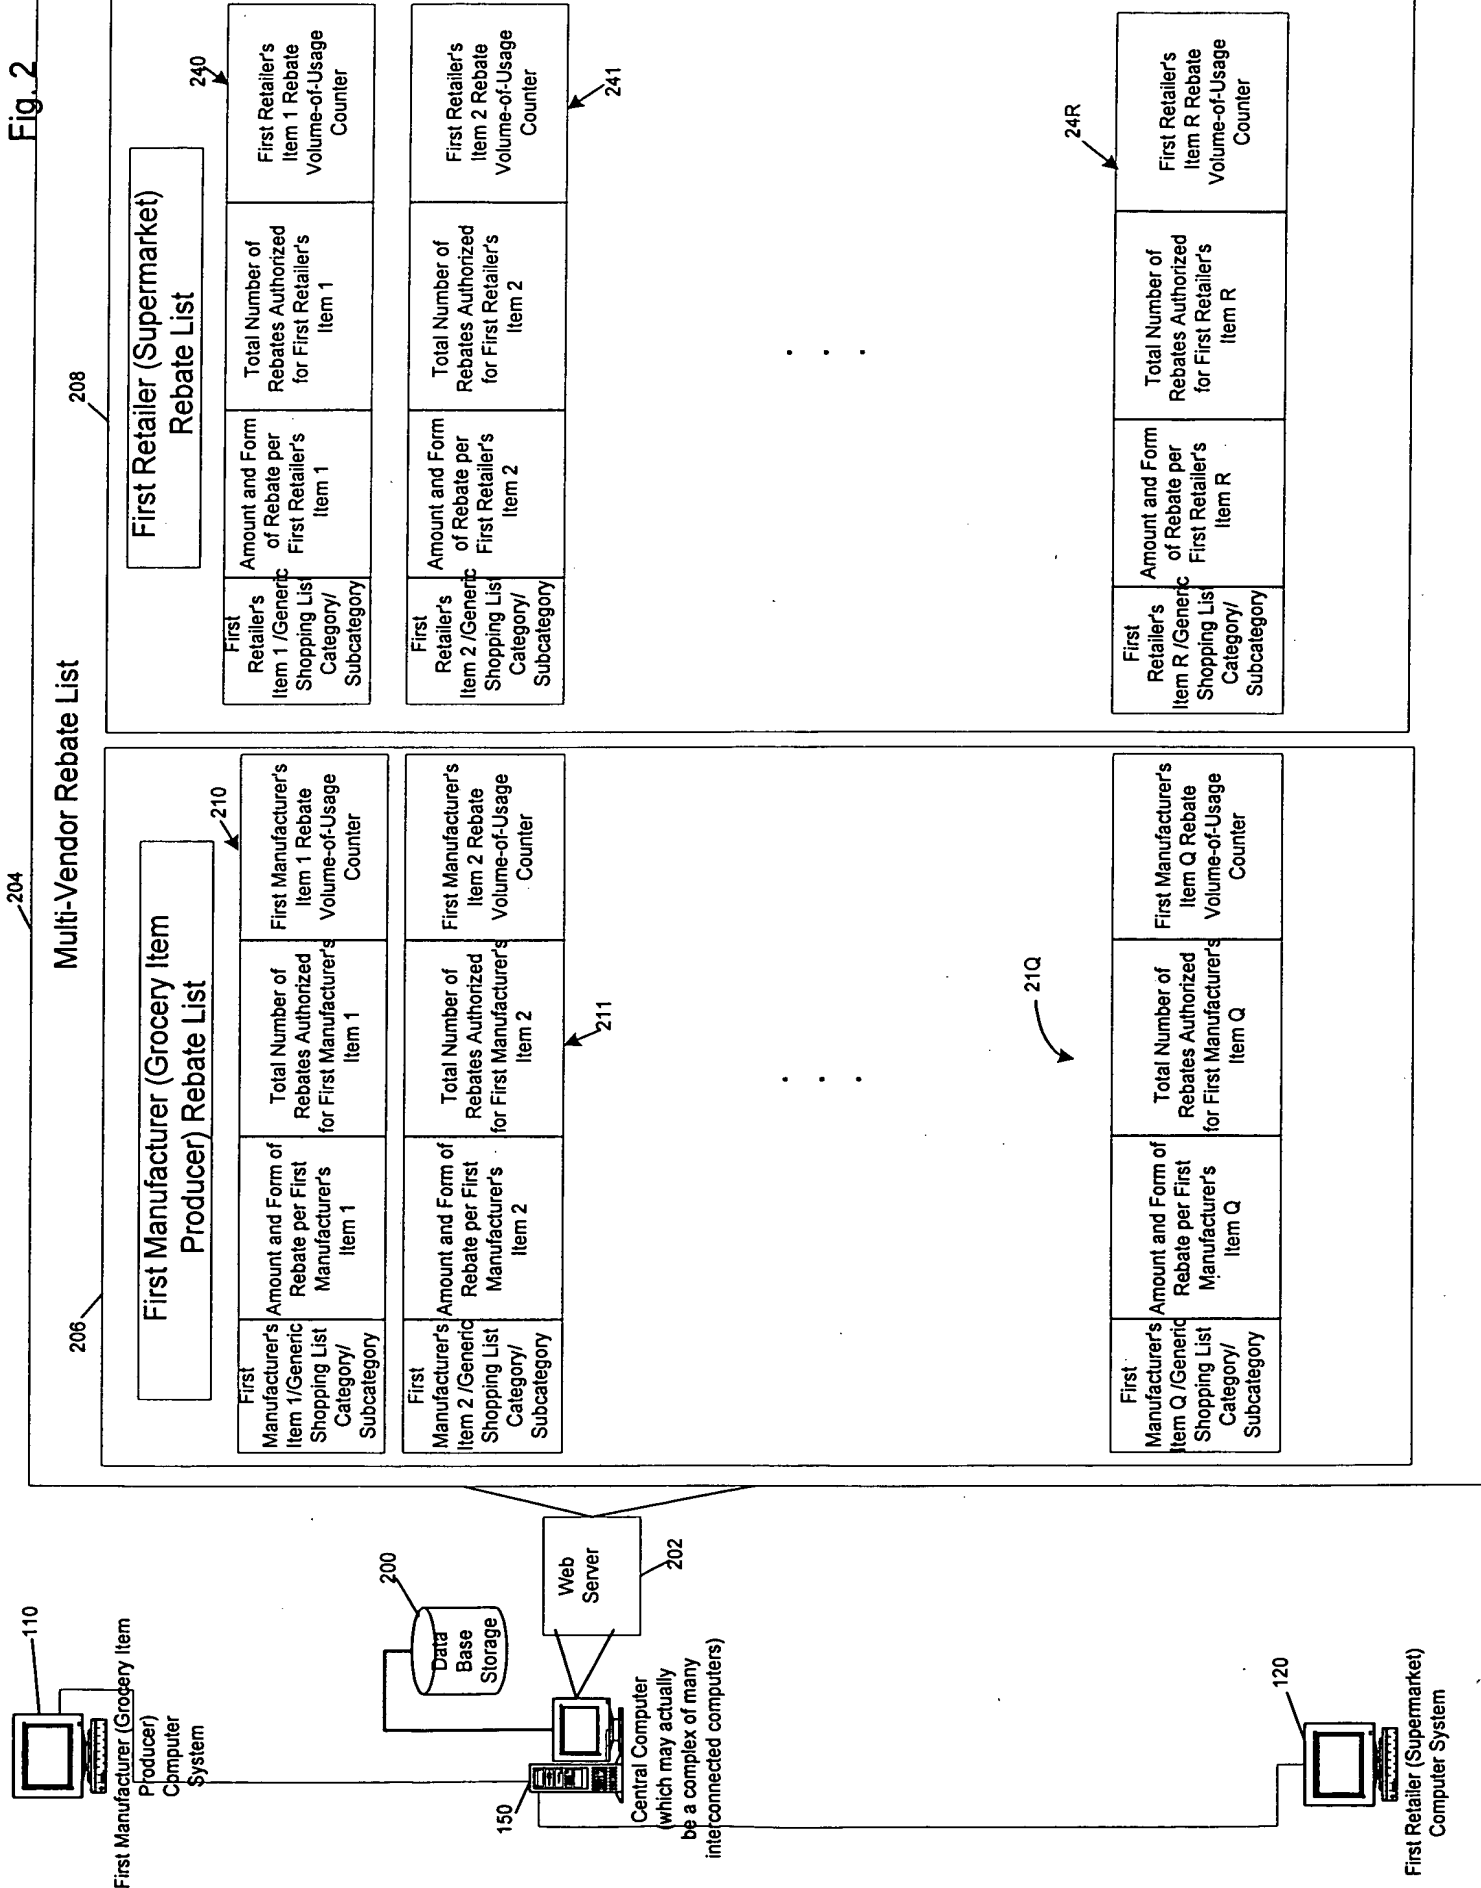 Fig. 2
204
Multi-Vendor Rebate List
206
First Manufacturer (Grocery Item
Producer) Rebate List
210
First
Manufacturer's
Item 1/Generic
Shopping List
Category/
Subcategory
Amount and Form of
Rebate per First
Manufacturer's
Item 1
Total Number of
Rebates Authorized
for First Manufacturer's
Item 1
First Manufacturer's
Item 1 Rebate
Volume-of-Usage
Counter
First
Manufacturer's
Item 2 /Generic
Shopping List
Category/
Subcategory
Amount and Form of
Rebate per First
Manufacturer's
Item 2
Total Number of
Rebates Authorized
for First Manufacturer's
Item 2
First Manufacturer's
Item 2 Rebate
Volume-of-Usage
Counter
211
. . .
21Q
First
Manufacturer's
Item Q /Generic
Shopping List
Category/
Subcategory
Amount and Form of
Rebate per First
Manufacturer's
Item Q
Total Number of
Rebates Authorized
for First Manufacturer's
Item Q
First Manufacturer's
Item Q Rebate
Volume-of-Usage
Counter
208
First Retailer (Supermarket)
Rebate List
240
First
Retailer's
Item 1 /Generic
Shopping List
Category/
Subcategory
Amount and Form
of Rebate per
First Retailer's
Item 1
Total Number of
Rebates Authorized
for First Retailer's
Item 1
First Retailer's
Item 1 Rebate
Volume-of-Usage
Counter
First
Retailer's
Item 2 /Generic
Shopping List
Category/
Subcategory
Amount and Form
of Rebate per
First Retailer's
Item 2
Total Number of
Rebates Authorized
for First Retailer's
Item 2
First Retailer's
Item 2 Rebate
Volume-of-Usage
Counter
241
. . .
24R
First
Retailer's
Item R /Generic
Shopping List
Category/
Subcategory
Amount and Form
of Rebate per
First Retailer's
Item R
Total Number of
Rebates Authorized
for First Retailer's
Item R
First Retailer's
Item R Rebate
Volume-of-Usage
Counter
110
First Manufacturer (Grocery Item
Producer)
Computer
System
200
Data
Base
Storage
Web
Server
202
150
Central Computer
(which may actually
be a complex of many
interconnected computers)
120
First Retailer (Supermarket)
Computer System